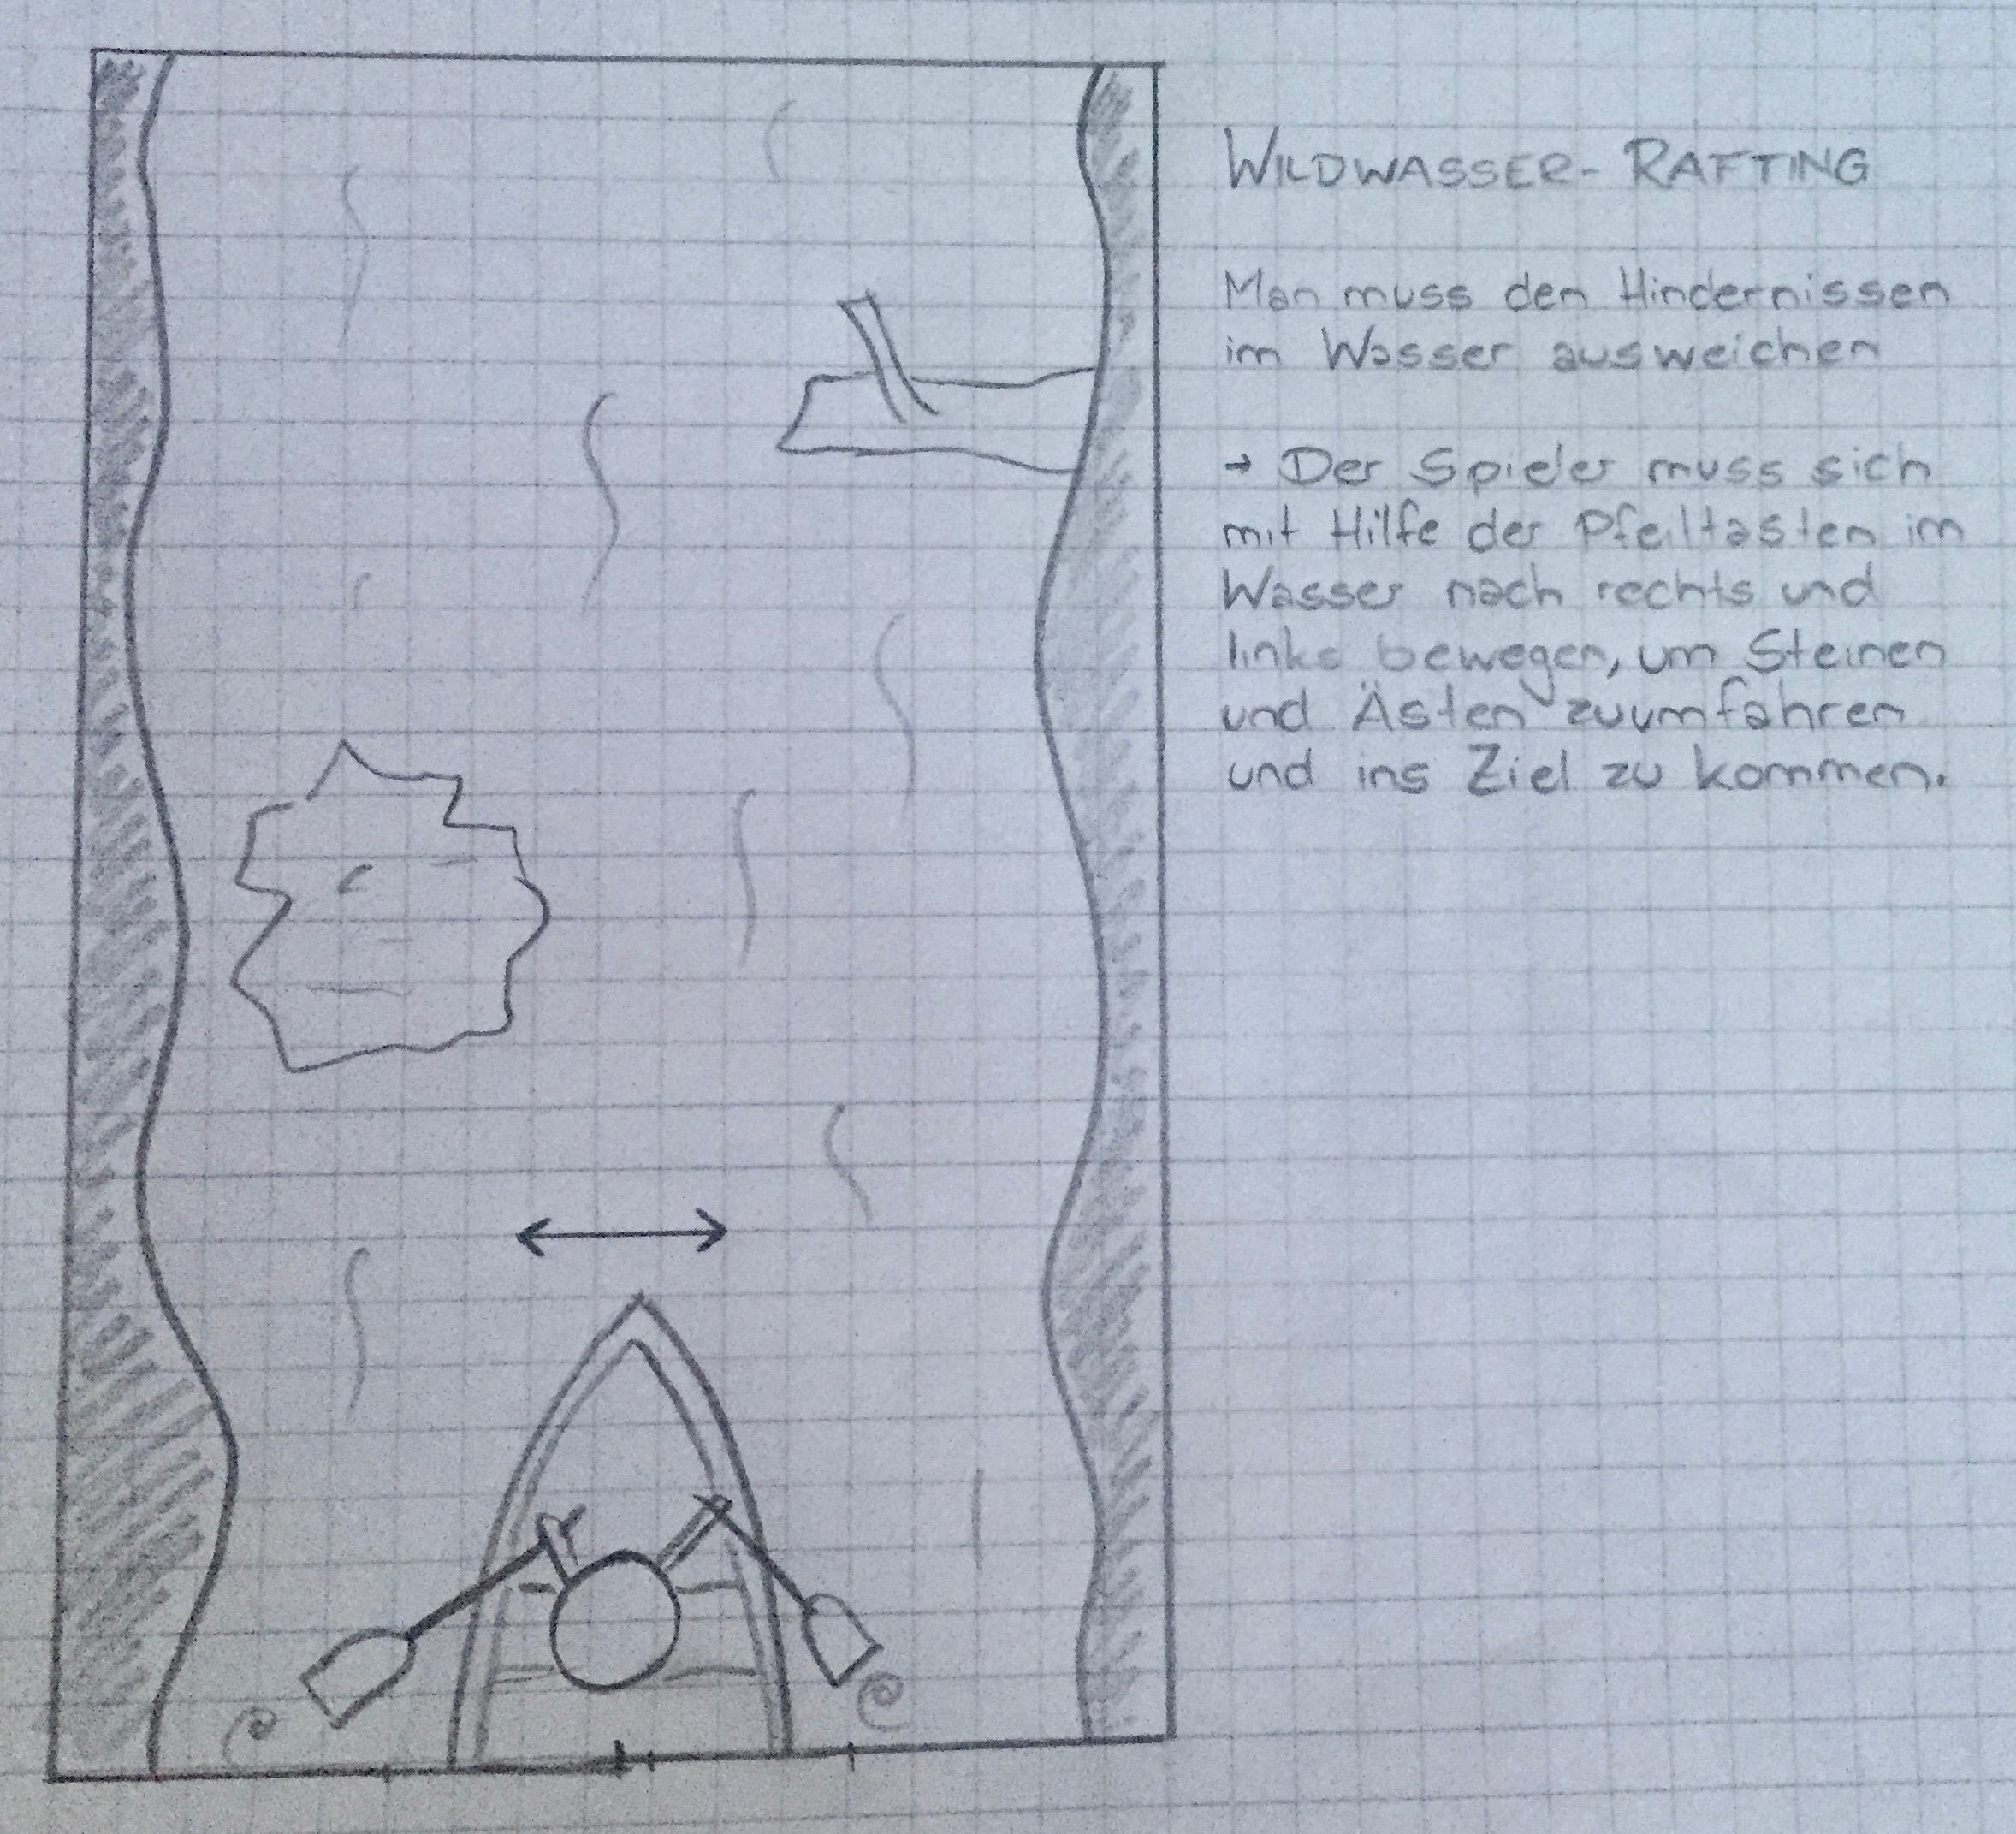 WILDWASSER-RAFTING
Man muss den Hindernissen
im Wasser ausweichen
→ Der Spieler muss sich
mit Hilfe der Pfeiltasten im
Wasser nach rechts und
links bewegen, um Steinen
und Ästen zuumfahren
und ins Ziel zu kommen.